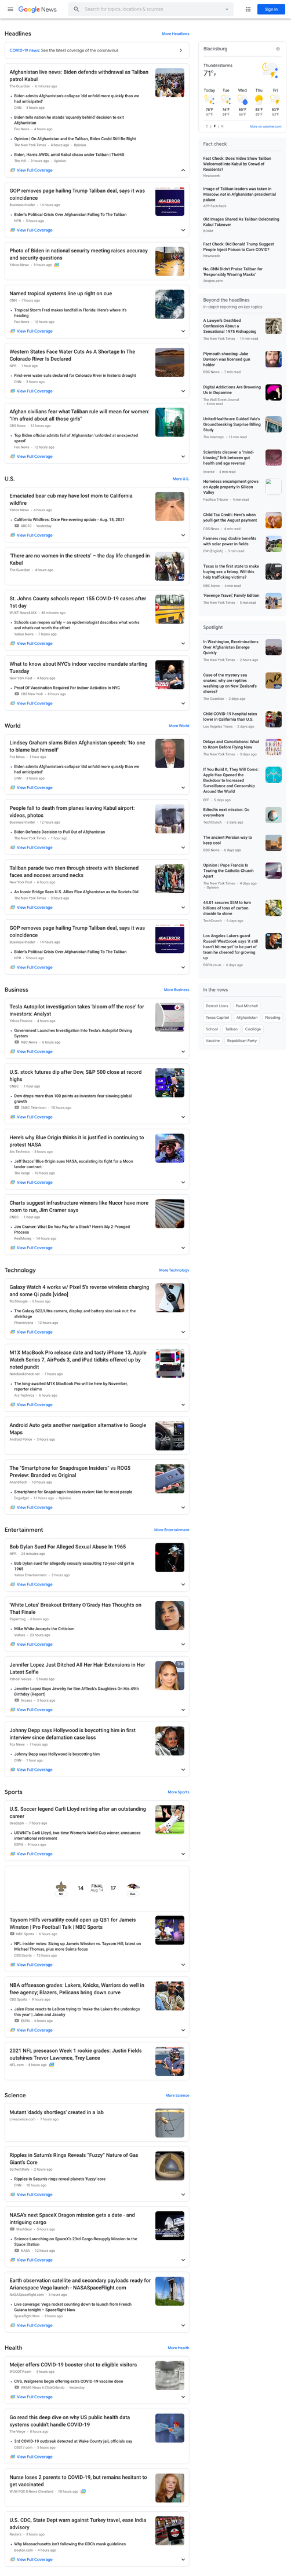 Google News
Search for topics, locations & sources
Sign in
Headlines
More Headlines
COVID-19 news: See the latest coverage of the coronavirus
Afghanistan live news: Biden defends withdrawal as Taliban
patrol Kabul
The Guardian
Biden admits Afghanistan's collapse 'did unfold more quickly than we
had anticipated'
CNN
Biden tells nation he stands 'squarely behind' decision to exit
Afghanistan
Fox News
Opinion | On Afghanistan and the Taliban, Biden Could Still Be Right
The New York Times
Biden, Harris AWOL amid Kabul chaos under Taliban | TheHill
The Hill
View Full Coverage
GOP removes page hailing Trump Taliban deal, says it was
coincidence
Business Insider
Biden's Political Crisis Over Afghanistan Falling To The Taliban
NPR
View Full Coverage
Photo of Biden in national security meeting raises accuracy
and security questions
Yahoo News
Named tropical systems line up right on cue
CNN
Tropical Storm Fred makes landfall in Florida: Here's where it's
heading
Fox News
View Full Coverage
Western States Face Water Cuts As A Shortage In The
Colorado River Is Declared
NPR
First-ever water cuts declared for Colorado River in historic drought
CNN
View Full Coverage
Afghan civilians fear what Taliban rule will mean for women:
"I'm afraid about all those girls"
CBS News
Top Biden official admits fall of Afghanistan 'unfolded at unexpected
speed'
Fox News
View Full Coverage
U.S.
More U.S.
Emaciated bear cub may have lost mom to California
wildfire
Yahoo News
California Wildfires: Dixie Fire evening update - Aug. 15, 2021
View Full Coverage
'There are no women in the streets' – the day life changed in
Kabul
The Guardian
St. Johns County schools report 155 COVID-19 cases after
1st day
Schools can reopen safely – an epidemiologist describes what works
and what's not worth the effort
Yahoo News
View Full Coverage
What to know about NYC's indoor vaccine mandate starting
Tuesday
New York Post
Proof Of Vaccination Required For Indoor Activities In NYC
CBS New York
View Full Coverage
World
More World
Lindsey Graham slams Biden Afghanistan speech: 'No one
to blame but himself'
Fox News
Biden admits Afghanistan's collapse 'did unfold more quickly than we
had anticipated'
CNN
View Full Coverage
People fall to death from planes leaving Kabul airport:
videos, photos
Business Insider
Biden Defends Decision to Pull Out of Afghanistan
The New York Times
View Full Coverage
Taliban parade two men through streets with blackened
faces and nooses around necks
New York Post
An iconic Bridge Sees U.S. Allies Flee Afghanistan as the Soviets Did
The New York Times
View Full Coverage
GOP removes page hailing Trump Taliban deal, says it was
coincidence
Business Insider
Biden's Political Crisis Over Afghanistan Falling To The Taliban
NPR
View Full Coverage
Business
More Business
Tesla Autopilot investigation takes 'bloom off the rose' for
investors: Analyst
Yahoo Finance
Government Launches Investigation Into Tesla's Autopilot Driving
System
NBC News
View Full Coverage
U.S. stock futures dip after Dow, S&P 500 close at record
highs
CNBC
Dow drops more than 100 points as investors fear slowing global
growth
CNBC Television
View Full Coverage
Here's why Blue Origin thinks it is justified in continuing to
protest NASA
Ars Technica
Jeff Bezos' Blue Origin sues NASA, escalating its fight for a Moon
lander contract
The Verge
View Full Coverage
Charts suggest infrastructure winners like Nucor have more
room to run, Jim Cramer says
CNBC
Jim Cramer: What Do You Pay for a Stock? Here's My 2-Pronged
Process
RealMoney
View Full Coverage
Technology
More Technology
Galaxy Watch 4 works w/ Pixel 5's reverse wireless charging
and some Qi pads [video]
9to5Google
The Galaxy S22/Ultra camera, display, and battery size leak out: the
shrinkage
PhoneArena
View Full Coverage
M1X MacBook Pro release date and tasty iPhone 13, Apple
Watch Series 7, AirPods 3, and iPad tidbits offered up by
noted pundit
Notebookcheck.net
The long-awaited M1X MacBook Pro will be here by November,
reporter claims
Ars Technica
View Full Coverage
Android Auto gets another navigation alternative to Google
Maps
Android Police
The "Smartphone for Snapdragon Insiders" vs ROG5
Preview: Branded vs Original
AnandTech
Smartphone for Snapdragon Insiders review: Not for most people
Engadget
View Full Coverage
Entertainment
More Entertainment
Bob Dylan Sued For Alleged Sexual Abuse In 1965
NPR
Bob Dylan sued for allegedly sexually assaulting 12-year-old girl in
1965
Yahoo Entertainment
View Full Coverage
'White Lotus' Breakout Brittany O'Grady Has Thoughts on
That Finale
Papermag
Mike White Accepts the Criticism
Vulture
View Full Coverage
Jennifer Lopez Just Ditched All Her Hair Extensions in Her
Latest Selfie
Yahoo! Voices
Jennifer Lopez Buys Jewelry for Ben Affleck's Daughters On His 49th
Birthday (Report)
Access
View Full Coverage
Johnny Depp says Hollywood is boycotting him in first
interview since defamation case loss
Fox News
Johnny Depp says Hollywood is boycotting him
CNN
View Full Coverage
Sports
More Sports
U.S. Soccer legend Carli Lloyd retiring after an outstanding
career
Deadspin
USWNT's Carli Lloyd, two-time Women's World Cup winner, announces
international retirement
ESPN
View Full Coverage
14 FINAL 17
NO Aug 14 BAL
Taysom Hill's versatility could open up QB1 for Jameis
Winston | Pro Football Talk | NBC Sports
NBC Sports
NFL insider notes: Sizing up Jameis Winston vs. Taysom Hill, latest on
Michael Thomas, plus more Saints focus
CBS Sports
View Full Coverage
NBA offseason grades: Lakers, Knicks, Warriors do well in
free agency; Blazers, Pelicans bring down curve
CBS Sports
Jalen Rose reacts to LeBron trying to 'make the Lakers the underdogs
this year' | Jalen and Jacoby
ESPN
View Full Coverage
2021 NFL preseason Week 1 rookie grades: Justin Fields
outshines Trevor Lawrence, Trey Lance
NFL.com
Science
More Science
Mutant 'daddy shortlegs' created in a lab
Livescience.com
Ripples in Saturn's Rings Reveals "Fuzzy" Nature of Gas
Giant's Core
SciTechDaily
Ripples in Saturn's rings reveal planet's 'fuzzy' core
CNN
View Full Coverage
NASA's next SpaceX Dragon mission gets a date - and
intriguing cargo
SlashGear
Science Launching on SpaceX's 23rd Cargo Resupply Mission to the
Space Station
NASA
View Full Coverage
Earth observation satellite and secondary payloads ready for
Arianespace Vega launch - NASASpaceFlight.com
NASASpaceflight.com
Live coverage: Vega rocket counting down to launch from French
Guiana tonight – Spaceflight Now
Spaceflight Now
View Full Coverage
Health
More Health
Meijer offers COVID-19 booster shot to eligible visitors
WOODTV.com
CVS, Walgreens begin offering extra COVID-19 vaccine dose
View Full Coverage
Go read this deep dive on why US public health data
systems couldn't handle COVID-19
The Verge
3rd COVID-19 outbreak detected at Wake County jail, officials say
CBS17.com
View Full Coverage
Nurse loses 2 parents to COVID-19, but remains hesitant to
get vaccinated
U.S. CDC, State Dept warn against Turkey travel, ease India
advisory
Reuters
Why Massachusetts isn't following the CDC's mask guidelines
Boston.com
View Full Coverage
Blacksburg
Thunderstorms
71°F
Today Tue Wed Thu Fri
More on weather.com
Fact check
Fact Check: Does Video Show Taliban
Welcomed Into Kabul by Crowd of
Residents?
Newsweek
Image of Taliban leaders was taken in
Moscow, not in Afghanistan presidential
palace
AFP Factcheck
Old Images Shared As Taliban Celebrating
Kabul Takeover
BOOM
Fact Check: Did Donald Trump Suggest
People Inject Poison to Cure COVID?
Newsweek
No, CNN Didn't Praise Taliban for
'Responsibly Wearing Masks'
Snopes.com
Beyond the headlines
In-depth reporting on key topics
A Lawyer's Deathbed
Confession About a
Sensational 1975 Kidnapping
The New York Times
Plymouth shooting: Jake
Davison was licensed gun
holder
BBC News
Digital Addictions Are Drowning
Us in Dopamine
The Wall Street Journal
UnitedHealthcare Guided Yale's
Groundbreaking Surprise Billing
Study
The Intercept
Scientists discover a "mind-
blowing" link between gut
health and age reversal
Inverse
Homeless encampment grows
on Apple property in Silicon
Valley
Pacifica Tribune
Child Tax Credit: Here's when
you'll get the August payment
CBS News
Farmers reap double benefits
with solar power in fields
DW (English)
Texas is the first state to make
buying sex a felony. Will this
help trafficking victims?
NBC News
'Revenge Travel,' Family Edition
The New York Times
Spotlight
In Washington, Recriminations
Over Afghanistan Emerge
Quickly
The New York Times
Case of the mystery sea
snakes: why are reptiles
washing up on New Zealand's
shores?
The Guardian
Child COVID-19 hospital rates
lower in California than U.S.
Los Angeles Times
Delays and Cancelations: What
to Know Before Flying Now
The New York Times
If You Build It, They Will Come:
Apple Has Opened the
Backdoor to Increased
Surveillance and Censorship
Around the World
EFF
Edtech's next mission: Go
everywhere
TechCrunch
The ancient Persian way to
keep cool
BBC News
Opinion | Pope Francis Is
Tearing the Catholic Church
Apart
The New York Times
44.01 secures $5M to turn
billions of tons of carbon
dioxide to stone
TechCrunch
Los Angeles Lakers guard
Russell Westbrook says 'it still
hasn't hit me yet' to be part of
team he cheered for growing
up
ESPN.co.uk
In the news
Detroit Lions
Paul Mitchell
Texas Capitol
Afghanistan
Flooding
School
Taliban
Coolidge
Vaccine
Republican Party